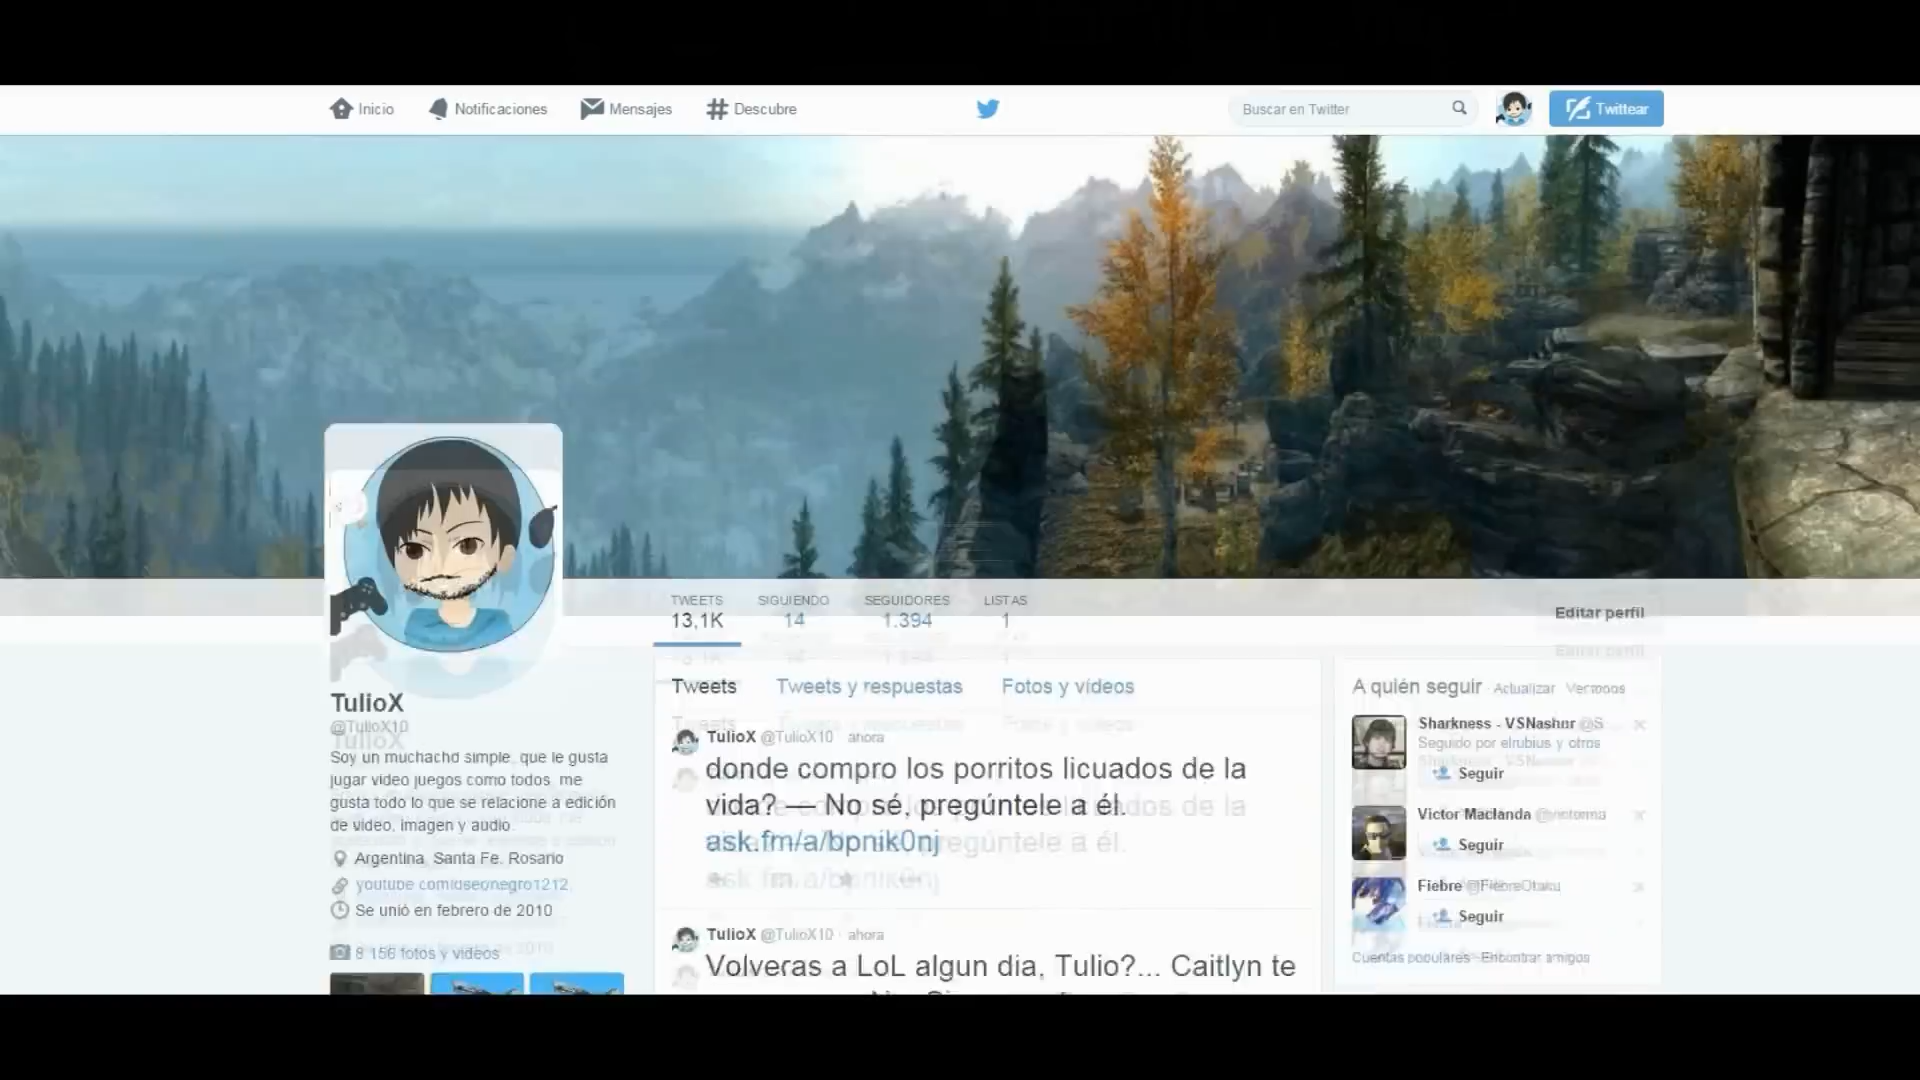 Inicio Notificaciones Mensajes Descubre Buscar en Twitter Twittear
TWEETS SIGUIENDO SEGUIDORES LISTAS
13,1K 14 1.394 1
Editar perfil
TulioX
@TulioX10
Soy un muchacho simple, que le gusta
jugar video juegos como todos, me
gusta todo lo que se relacione a edición
de video, imagen y audio.
Argentina, Santa Fe. Rosario
Se unió en febrero de 2010
8 156 fotos y videos
Tweets Tweets y respuestas Fotos y vídeos
TulioX @TulioX10 ahora
donde compro los porritos licuados de la
vida? — No sé, pregúntele a él.
ask.fm/a/bpnik0nj
TulioX @TulioX10 ahora
Volveras a LoL algun dia, Tulio?... Caitlyn te
A quién seguir Actualizar Ver todos
Sharkness - VSNashur @S
Seguido por elrubius y otros
Seguir
Victor Maclanda
Seguir
Fiebre @FiebreOtaku
Seguir
Cuentas populares Encontrar amigos